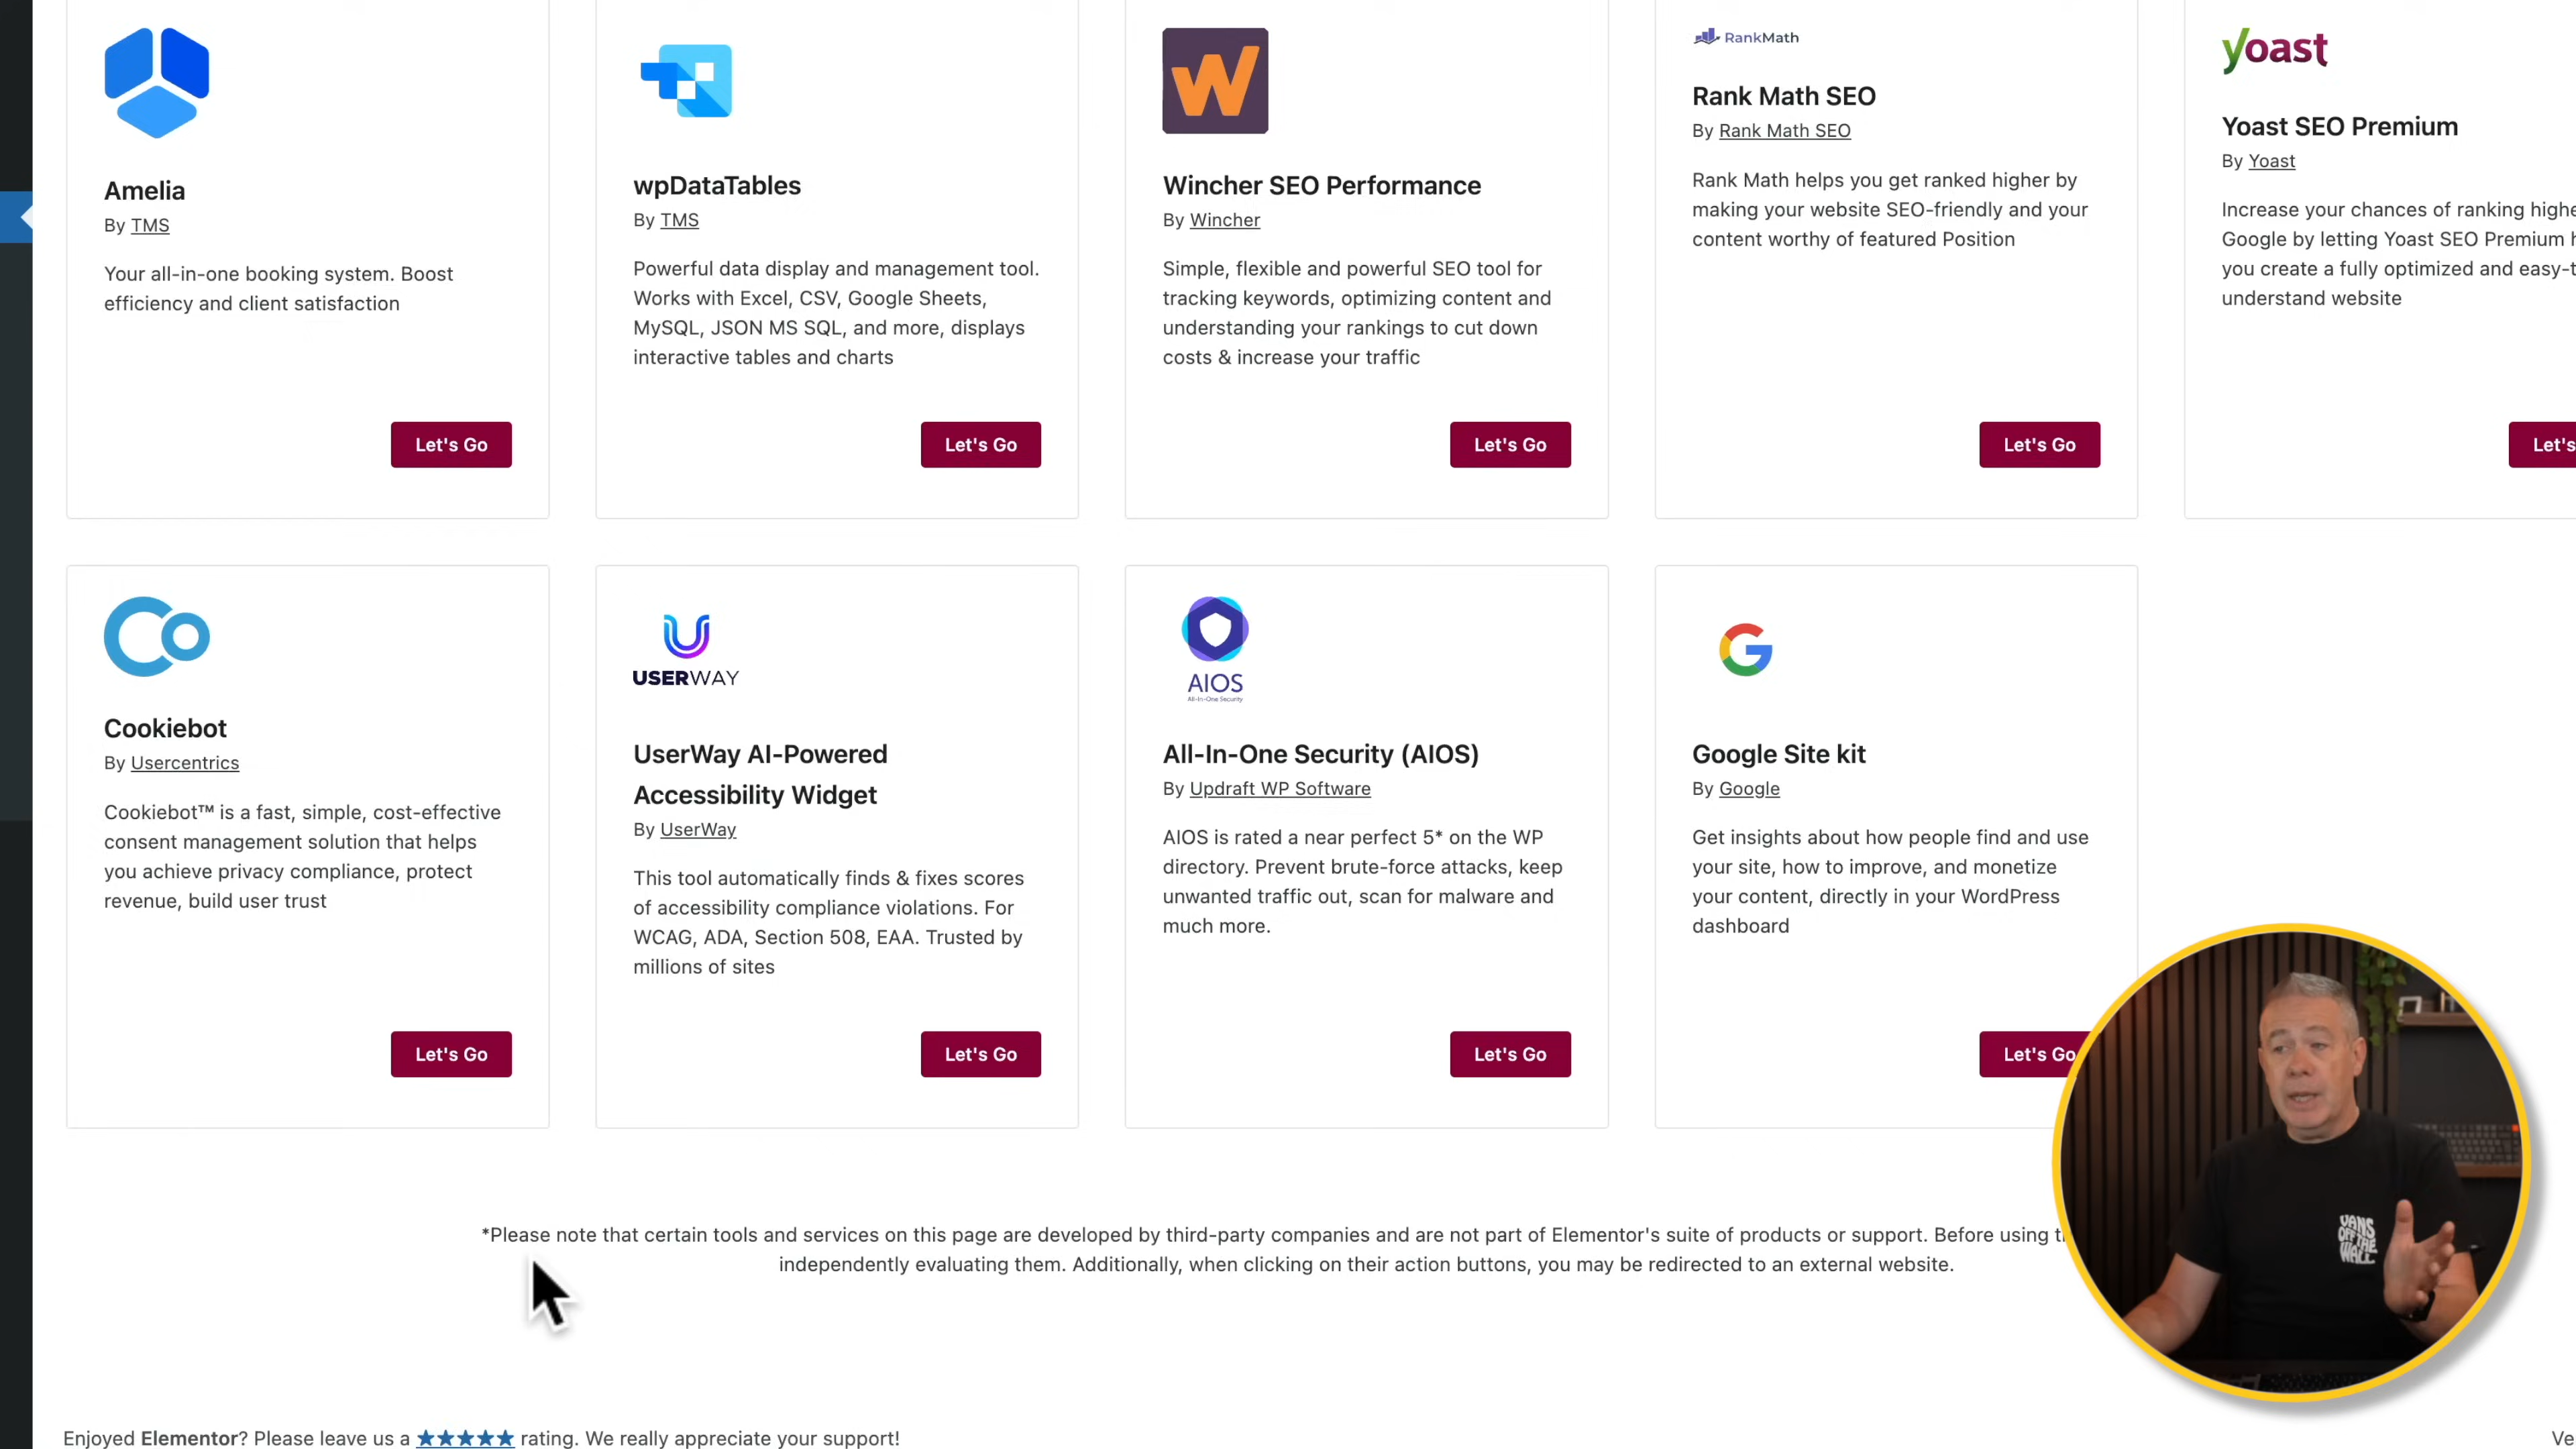 Amelia
By TMS
Your all-in-one booking system. Boost
efficiency and client satisfaction
Let's Go
wpDataTables
By TMS
Powerful data display and management tool.
Works with Excel, CSV, Google Sheets,
MySQL, JSON MS SQL, and more, displays
interactive tables and charts
Let's Go
W
Wincher SEO Performance
By Wincher
Simple, flexible and powerful SEO tool for
tracking keywords, optimizing content and
understanding your rankings to cut down
costs & increase your traffic
Let's Go
RankMath
Rank Math SEO
By Rank Math SEO
Rank Math helps you get ranked higher by
making your website SEO-friendly and your
content worthy of featured Position
Let's Go
yoast
Yoast SEO Premium
By Yoast
Increase your chances of ranking highe
Google by letting Yoast SEO Premium h
you create a fully optimized and easy-t
understand website
Let's
Cookiebot
By Usercentrics
Cookiebot™ is a fast, simple, cost-effective
consent management solution that helps
you achieve privacy compliance, protect
revenue, build user trust
Let's Go
USERWAY
UserWay AI-Powered
Accessibility Widget
By UserWay
This tool automatically finds & fixes scores
of accessibility compliance violations. For
WCAG, ADA, Section 508, EAA. Trusted by
millions of sites
Let's Go
AIOS
All-In-One Security
All-In-One Security (AIOS)
By Updraft WP Software
AIOS is rated a near perfect 5* on the WP
directory. Prevent brute-force attacks, keep
unwanted traffic out, scan for malware and
much more.
Let's Go
G
Google Site kit
By Google
Get insights about how people find and use
your site, how to improve, and monetize
your content, directly in your WordPress
dashboard
Let's Go
*Please note that certain tools and services on this page are developed by third-party companies and are not part of Elementor's suite of products or support. Before using t
independently evaluating them. Additionally, when clicking on their action buttons, you may be redirected to an external website.
VANS
OFF THE
WALL
Enjoyed Elementor? Please leave us a ★★★★★ rating. We really appreciate your support!
Ve